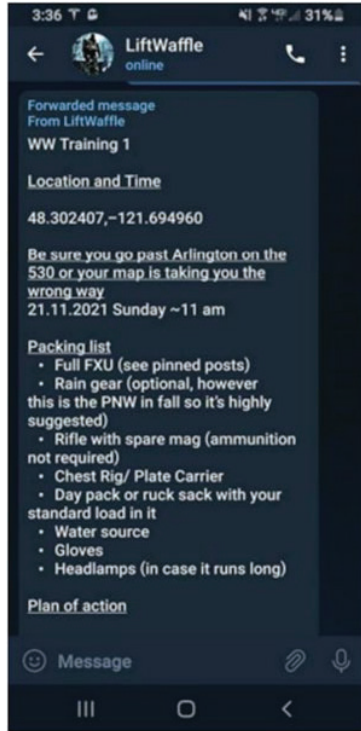 3:36
31%
LiftWaffle
online
Forwarded message
From LiftWaffle
WW Training 1
Location and Time
48.302407,-121.694960
Be sure you go past Arlington on the
530 or your map is taking you the
wrong way
21.11.2021 Sunday ~11 am
Packing list
• Full FXU (see pinned posts)
• Rain gear (optional, however
this is the PNW in fall so it's highly
suggested)
• Rifle with spare mag (ammunition
not required)
• Chest Rig/ Plate Carrier
• Day pack or ruck sack with your
standard load in it
• Water source
• Gloves
• Headlamps (in case it runs long)
Plan of action
Message